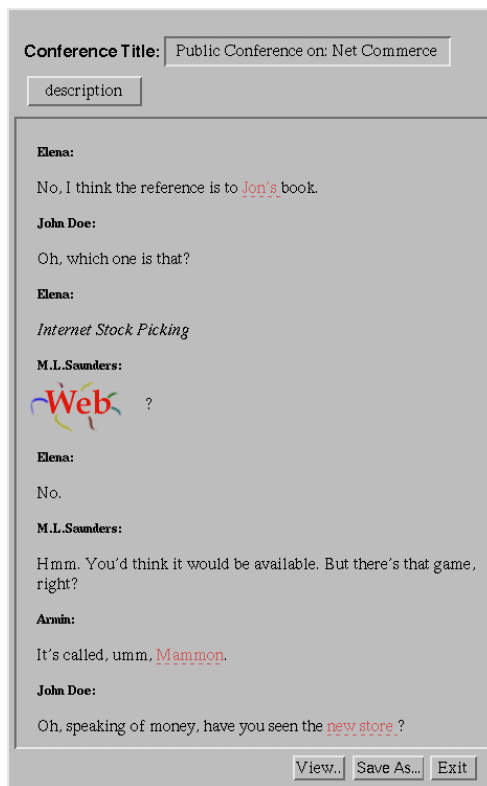 Conference Title: Public Conference on: Net Commerce
description
Elena:
No, I think the reference is to Jon's book.
John Doe:
Oh, which one is that?
Elena:
Internet Stock Picking
M.L.Saunders:
Web ?
Elena:
No.
M.L.Saunders:
Hmm. You'd think it would be available. But there's that game,
right?
Armin:
It's called, umm, Mammon.
John Doe:
Oh, speaking of money, have you seen the new store ?
View.. Save As... Exit